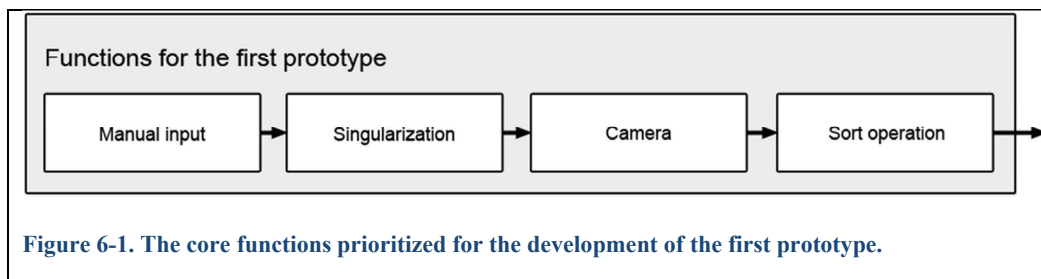 Functions for the first prototype
Manual input
Singularization
Camera
Sort operation
Figure 6-1. The core functions prioritized for the development of the first prototype.